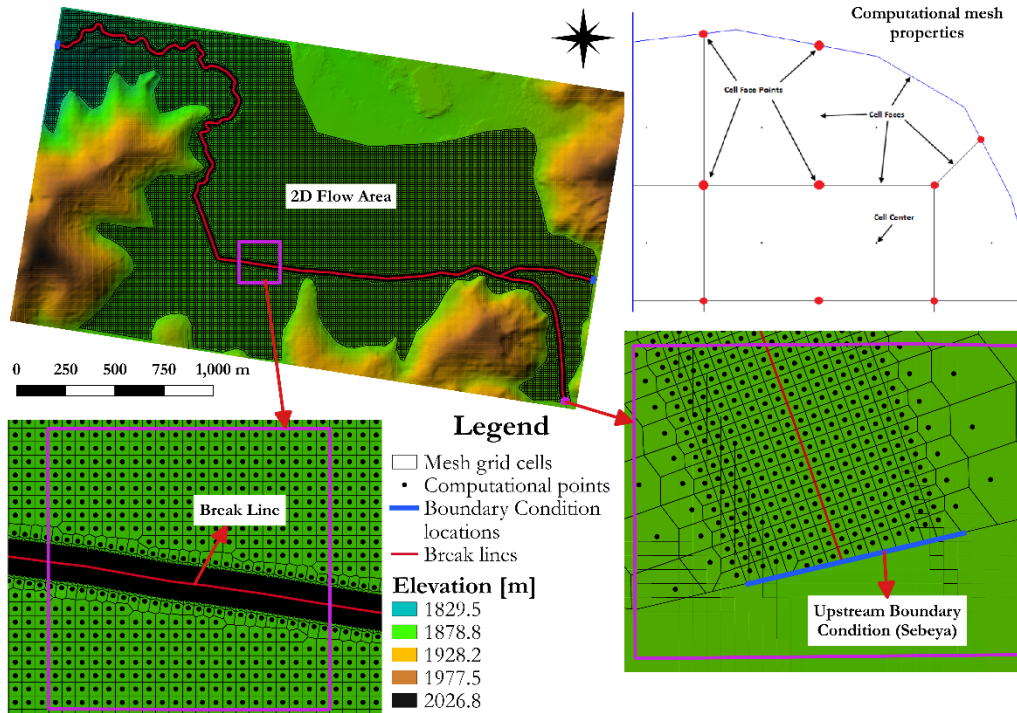 Computational mesh
properties
Cell Face Points
Cell Faces
Cell Center
2D Flow Area
0 250 500 750 1,000 m
Break Line
Legend
Mesh grid cells
Computational points
Boundary Condition
locations
Break lines
Elevation [m]
1829.5
1878.8
1928.2
1977.5
2026.8
Upstream Boundary
Condition (Sebeya)